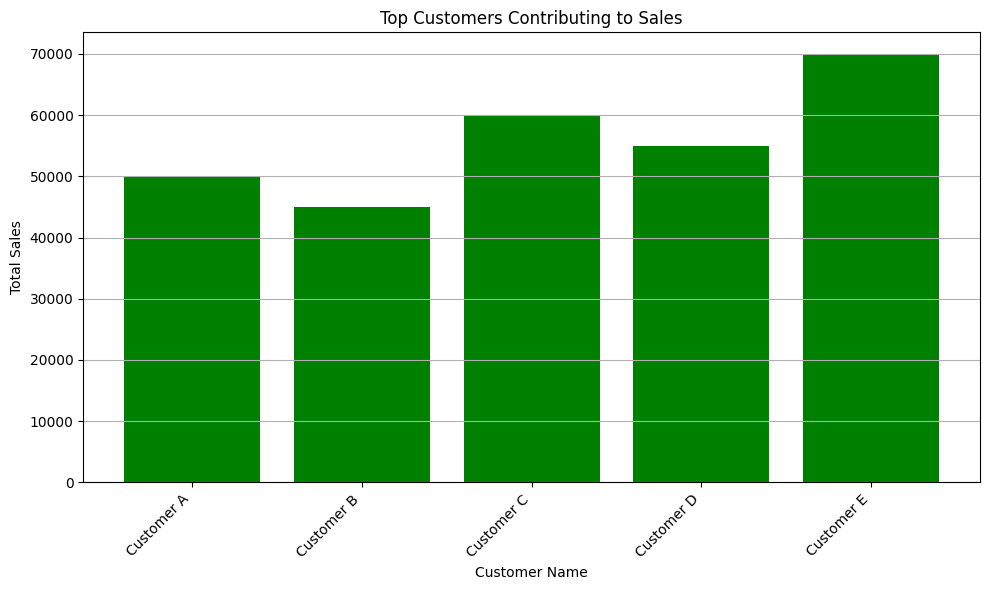 Top Customers Contributing to Sales
70000
60000
50000
40000
30000
20000
10000
0
Total Sales
Customer A
Customer B
Customer C
Customer D
Customer E
Customer Name